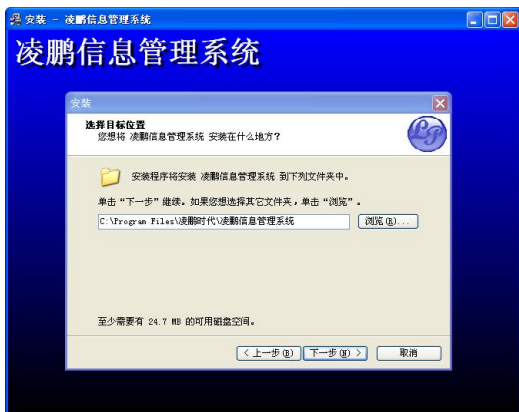 安装 - 凌鹏信息管理系统
凌鹏信息管理系统
安装
选择目标位置
您想将 凌鹏信息管理系统 安装在什么地方?
LP
安装程序将安装 凌鹏信息管理系统 到下列文件夹中。
单击“下一步”继续。如果您想选择其它文件夹,单击“浏览”。
C:\Program Files\凌鹏时代\凌鹏信息管理系统
浏览(R)...
至少需要有 24.7 MB 的可用磁盘空间。
< 上一步(B)
下一步(N) >
取消